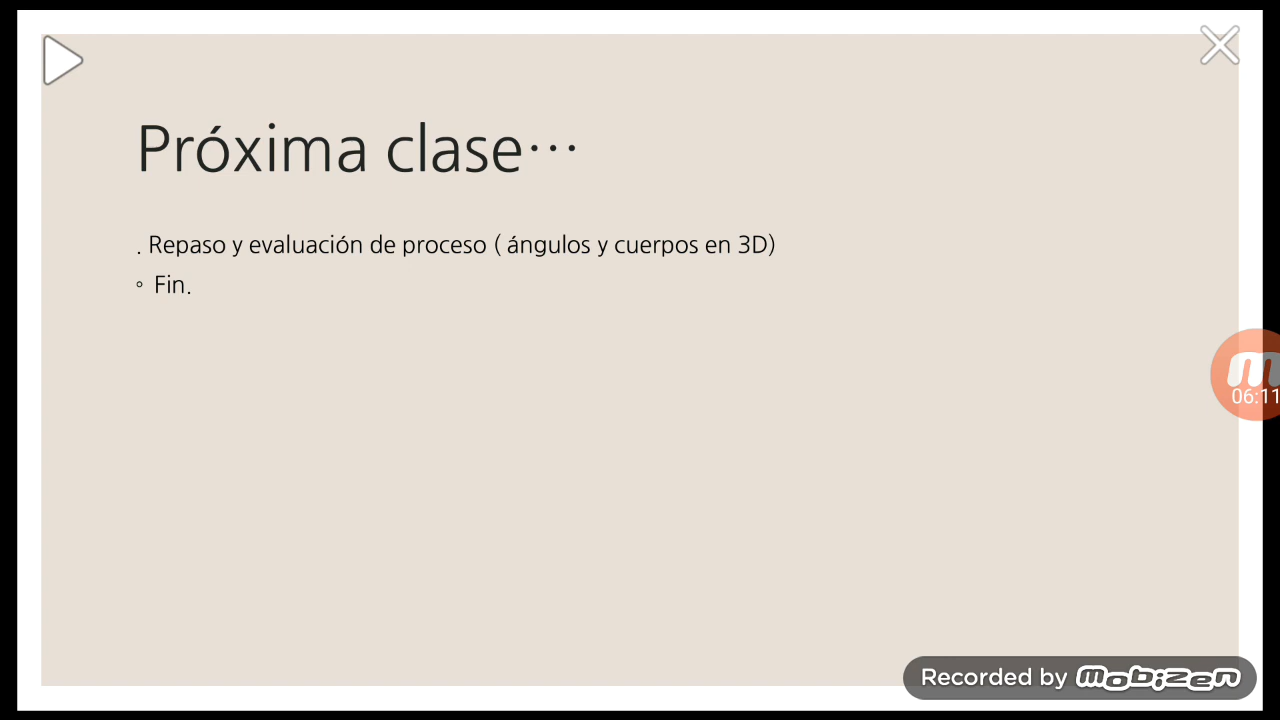 Próxima clase…
. Repaso y evaluación de proceso ( ángulos y cuerpos en 3D)
◦ Fin.
06:11
Recorded by mobizen